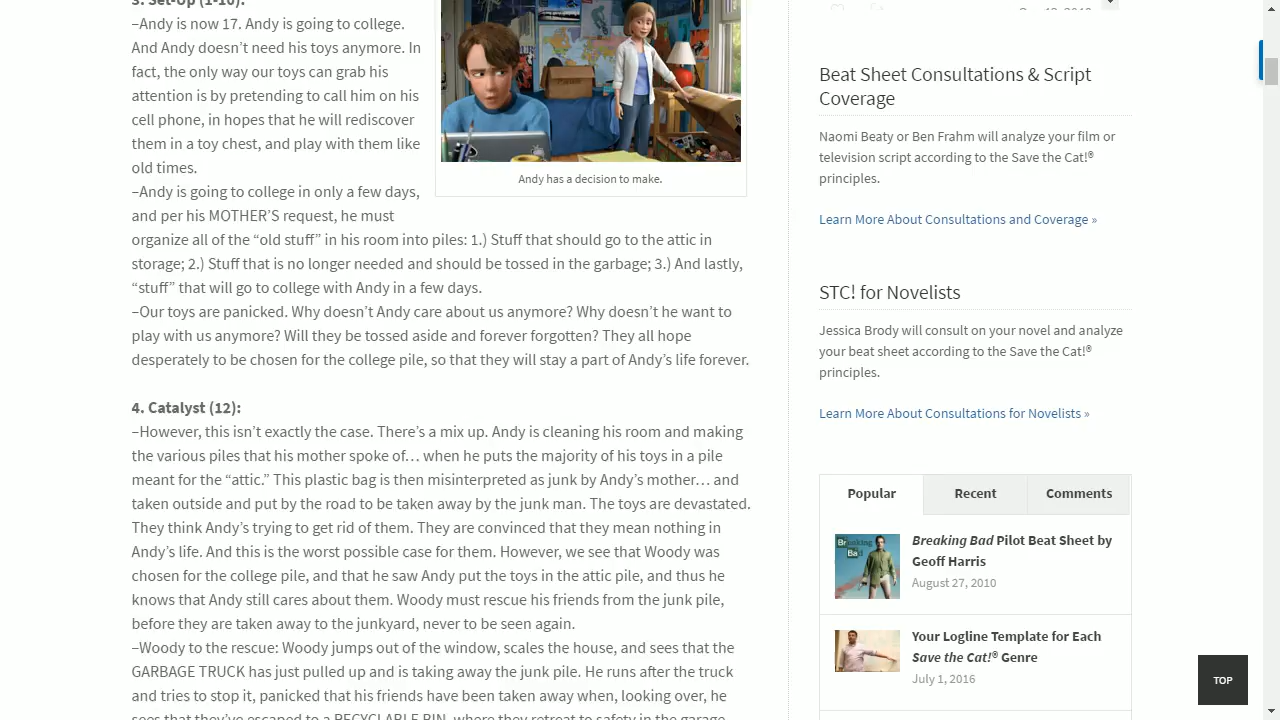 3. Set-Up (1-10):
–Andy is now 17. Andy is going to college.
And Andy doesn’t need his toys anymore. In
fact, the only way our toys can grab his
attention is by pretending to call him on his
cell phone, in hopes that he will rediscover
them in a toy chest, and play with them like
old times.
–Andy is going to college in only a few days,
and per his MOTHER’S request, he must
organize all of the “old stuff” in his room into piles: 1.) Stuff that should go to the attic in
storage; 2.) Stuff that is no longer needed and should be tossed in the garbage; 3.) And lastly,
“stuff” that will go to college with Andy in a few days.
–Our toys are panicked. Why doesn’t Andy care about us anymore? Why doesn’t he want to
play with us anymore? Will they be tossed aside and forever forgotten? They all hope
desperately to be chosen for the college pile, so that they will stay a part of Andy’s life forever.
Andy has a decision to make.
4. Catalyst (12):
–However, this isn’t exactly the case. There’s a mix up. Andy is cleaning his room and making
the various piles that his mother spoke of… when he puts the majority of his toys in a pile
meant for the “attic.” This plastic bag is then misinterpreted as junk by Andy’s mother… and
taken outside and put by the road to be taken away by the junk man. The toys are devastated.
They think Andy’s trying to get rid of them. They are convinced that they mean nothing in
Andy’s life. And this is the worst possible case for them. However, we see that Woody was
chosen for the college pile, and that he saw Andy put the toys in the attic pile, and thus he
knows that Andy still cares about them. Woody must rescue his friends from the junk pile,
before they are taken away to the junkyard, never to be seen again.
–Woody to the rescue: Woody jumps out of the window, scales the house, and sees that the
GARBAGE TRUCK has just pulled up and is taking away the junk pile. He runs after the truck
and tries to stop it, panicked that his friends have been taken away when, looking over, he
sees that they’ve escaped to a RECYCLABLE BIN, where they retreat to safety in the garage.
Beat Sheet Consultations & Script
Coverage
Naomi Beaty or Ben Frahm will analyze your film or
television script according to the Save the Cat!®
principles.
Learn More About Consultations and Coverage »
STC! for Novelists
Jessica Brody will consult on your novel and analyze
your beat sheet according to the Save the Cat!®
principles.
Learn More About Consultations for Novelists »
Popular Recent Comments
Breaking Bad Pilot Beat Sheet by
Geoff Harris
August 27, 2010
Your Logline Template for Each
Save the Cat!® Genre
July 1, 2016
TOP